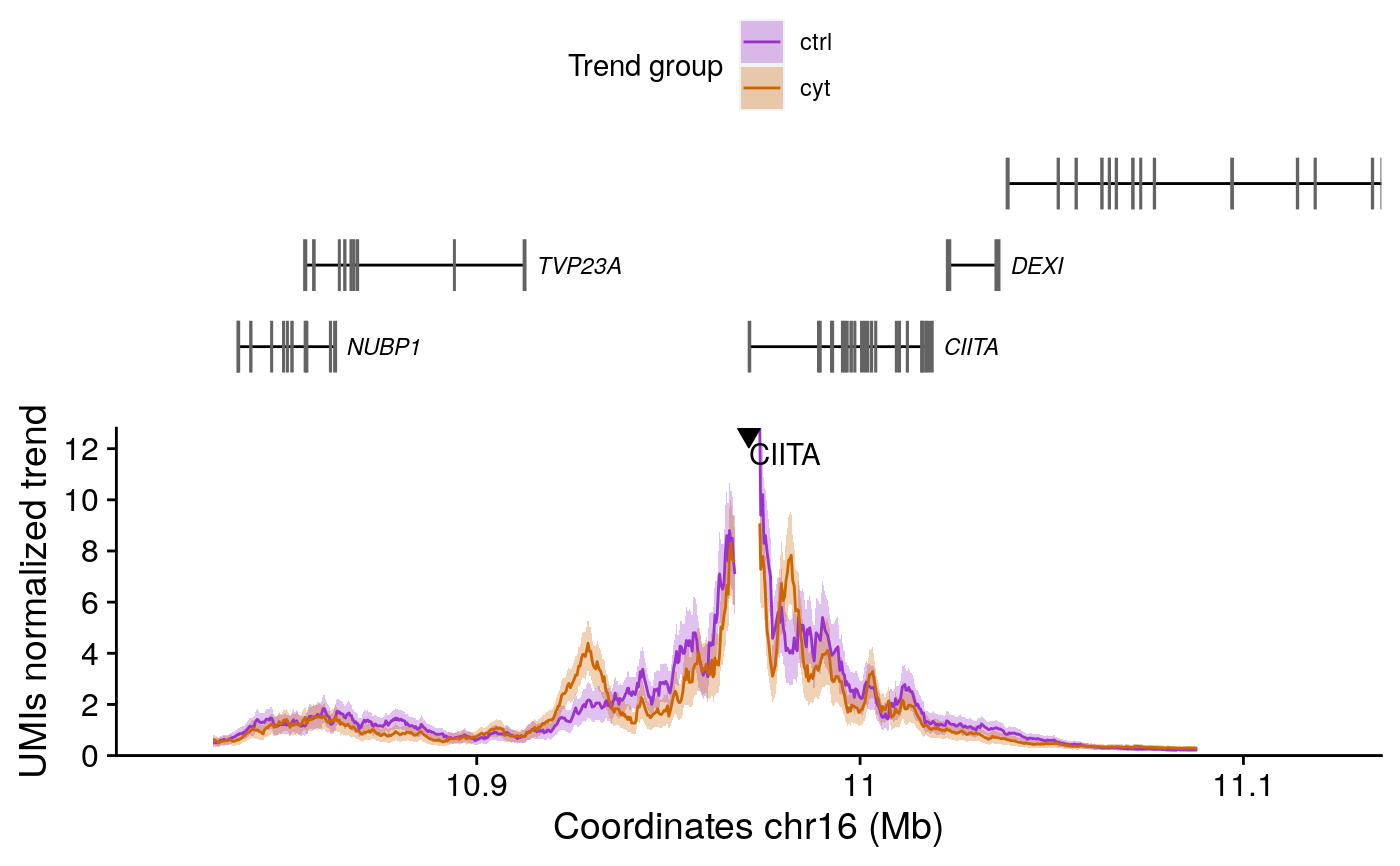 ctrl
Trend group
cyt
TVP23A
DEXI
NUBP1
CIITA
UMIs normalized trend
12
CIITA
10
8
6
4
2
0
10.9
11
11.1
Coordinates chr16 (Mb)